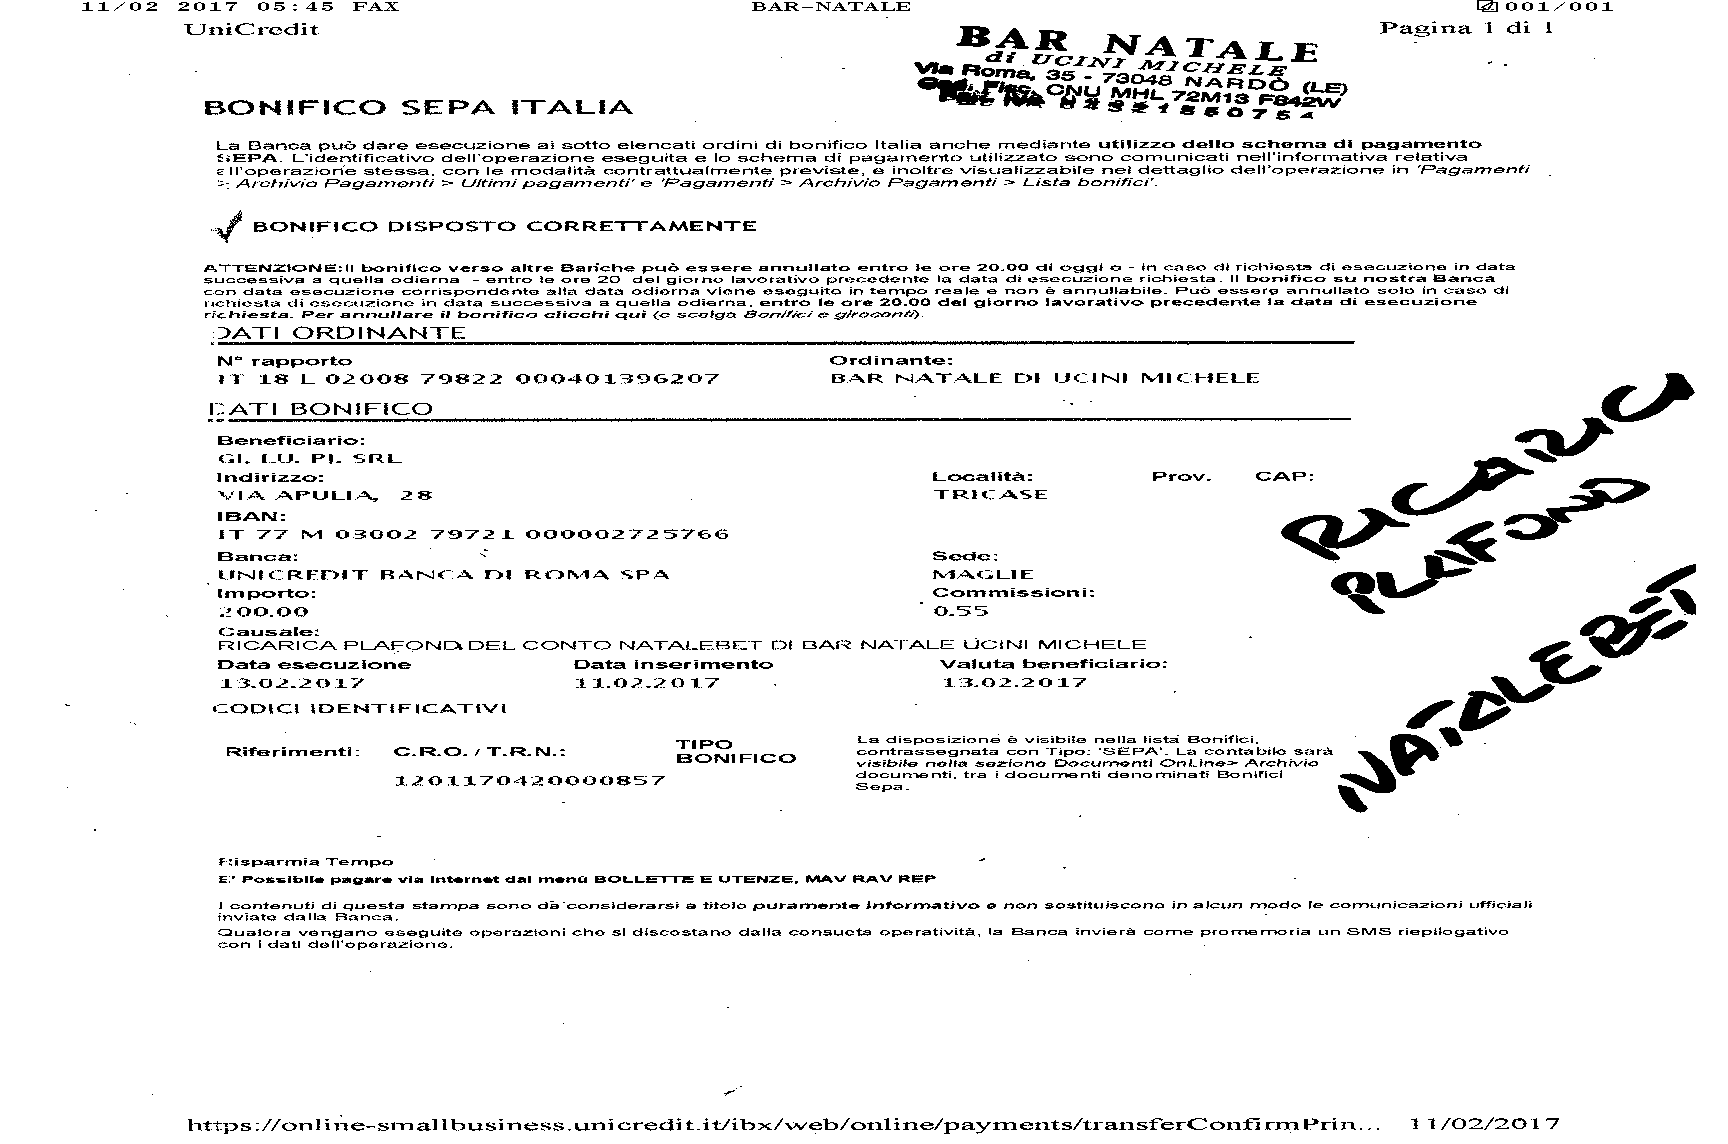 11/02 2017 05:45 FAX
BAR-NATALE
001/001
UniCredit
Pagina 1 di 1
BAR NATALE
di UCINI MICHELE
Via Roma, 35 - 73048 NARDÒ (LE)
Cod. Fisc. CNU MHL 72M13 F842W
Part. IVA
BONIFICO SEPA ITALIA
La Banca può dare esecuzione ai sotto elencati ordini di bonifico Italia anche mediante utilizzo dello schema di pagamento
SEPA. L'identificativo dell'operazione eseguita e lo schema di pagamento utilizzato sono comunicati nell'informativa relativa
all'operazione stessa, con le modalità contrattualmente previste, e inoltre visualizzabile nel dettaglio dell'operazione in 'Pagamenti
> Archivio Pagamenti > Ultimi pagamenti' e 'Pagamenti > Archivio Pagamenti > Lista bonifici'.
BONIFICO DISPOSTO CORRETTAMENTE
ATTENZIONE:Il bonifico verso altre Banche può essere annullato entro le ore 20.00 di oggi o - in caso di richiesta di esecuzione in data
successiva a quella odierna - entro le ore 20 del giorno lavorativo precedente la data di esecuzione richiesta. Il bonifico su nostra Banca
con data esecuzione corrispondente alla data odierna viene eseguito in tempo reale e non è annullabile. Può essere annullato solo in caso di
richiesta di esecuzione in data successiva a quella odierna, entro le ore 20.00 del giorno lavorativo precedente la data di esecuzione
richiesta. Per annullare il bonifico clicchi qui (e scelga Bonifici e giroconti).
DATI ORDINANTE
N° rapporto
Ordinante:
IT 18 L 02008 79822 000401396207
BAR NATALE DI UCINI MICHELE
DATI BONIFICO
Beneficiario:
GI. LU. PI. SRL
Indirizzo:
Località:
Prov.
CAP:
VIA APULIA, 28
TRICASE
IBAN:
IT 77 M 03002 79721 000002725766
Banca:
Sede:
UNICREDIT BANCA DI ROMA SPA
MAGLIE
Importo:
Commissioni:
200.00
0.55
Causale:
RICARICA PLAFOND DEL CONTO NATALEBET DI BAR NATALE UCINI MICHELE
Data esecuzione
Data inserimento
Valuta beneficiario:
13.02.2017
11.02.2017
13.02.2017
CODICI IDENTIFICATIVI
Riferimenti:
C.R.O. / T.R.N.:
TIPO
BONIFICO
1201170420000857
La disposizione è visibile nella lista Bonifici,
contrassegnata con Tipo: 'SEPA'. La contabile sarà
visibile nella sezione Documenti OnLine> Archivio
documenti, tra i documenti denominati Bonifici
Sepa.
RICARIC
PLAFOND
NATALEBET
Risparmia Tempo
E' Possibile pagare via Internet dal menù BOLLETTE E UTENZE, MAV RAV REP
I contenuti di questa stampa sono da considerarsi a titolo puramente informativo e non sostituiscono in alcun modo le comunicazioni ufficiali
inviate dalla Banca.
Qualora vengano eseguite operazioni che si discostano dalla consueta operatività, la Banca invierà come promemoria un SMS riepilogativo
con i dati dell'operazione.
https://online-smallbusiness.unicredit.it/ibx/web/online/payments/transferConfirmPrin...
11/02/2017